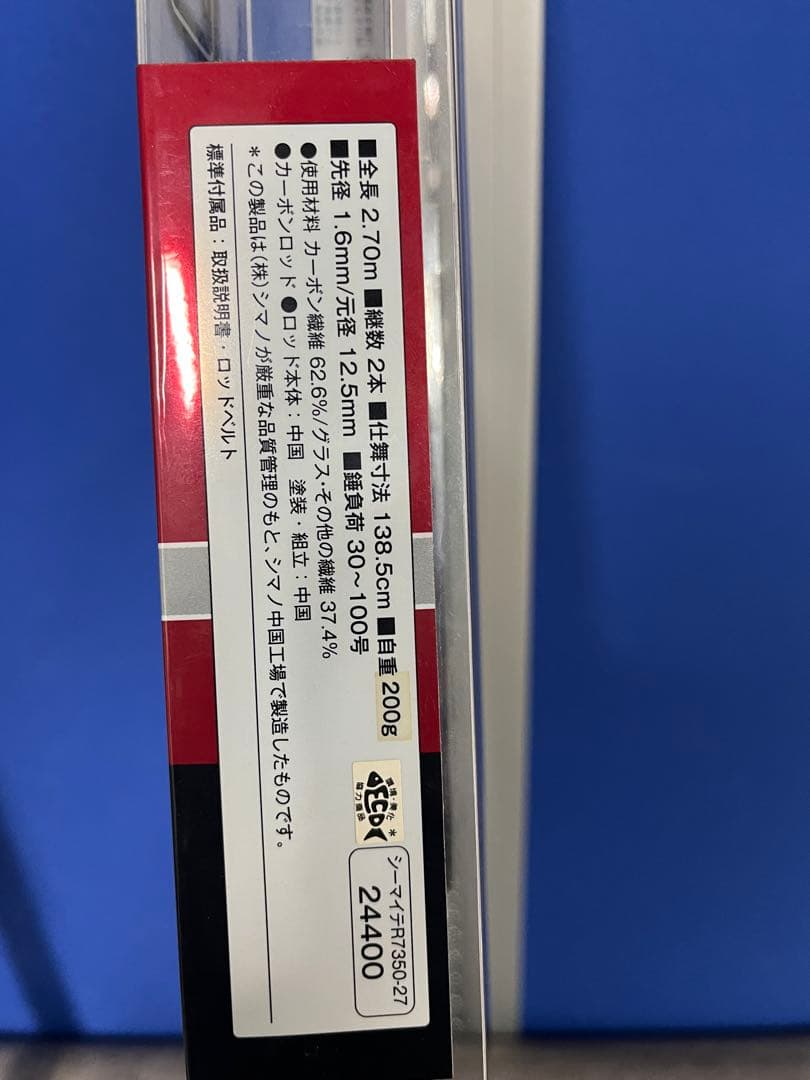 ■全長 2.70m ■継数 2本 ■仕舞寸法 138.5cm ■自重 200g
■先径 1.6mm/元径 12.5mm ■錘負荷 30～100号
●使用材料 カーボン繊維 62.6%/グラス・その他の繊維 37.4%
●カーボンロッド ●ロッド本体：中国 塗装・組立：中国
＊この製品は(株)シマノが厳重な品質管理のもと、シマノ中国工場で製造したものです。
標準付属品：取扱説明書・ロッドベルト
ECO
協力商品
シーマイテR7350-27
24400